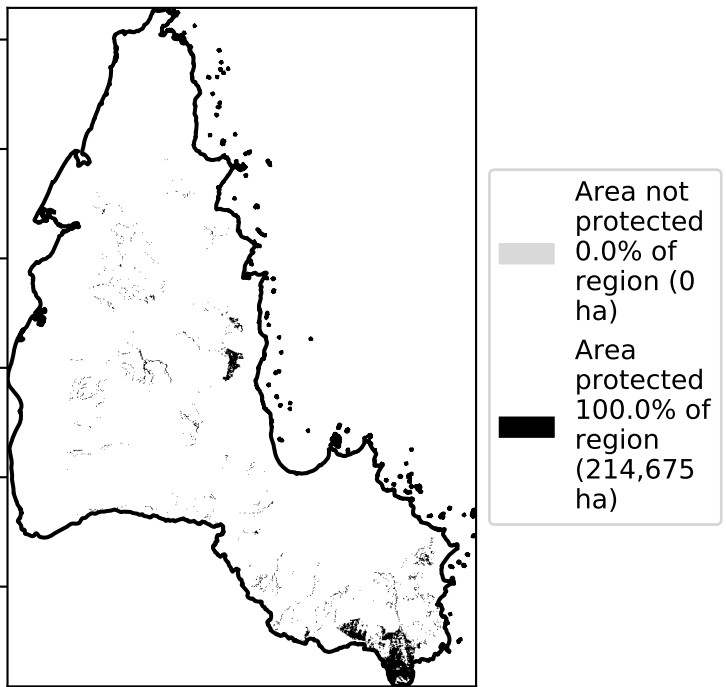 Area not
protected
0.0% of
region (0
ha)
Area
protected
100.0% of
region
(214,675
ha)